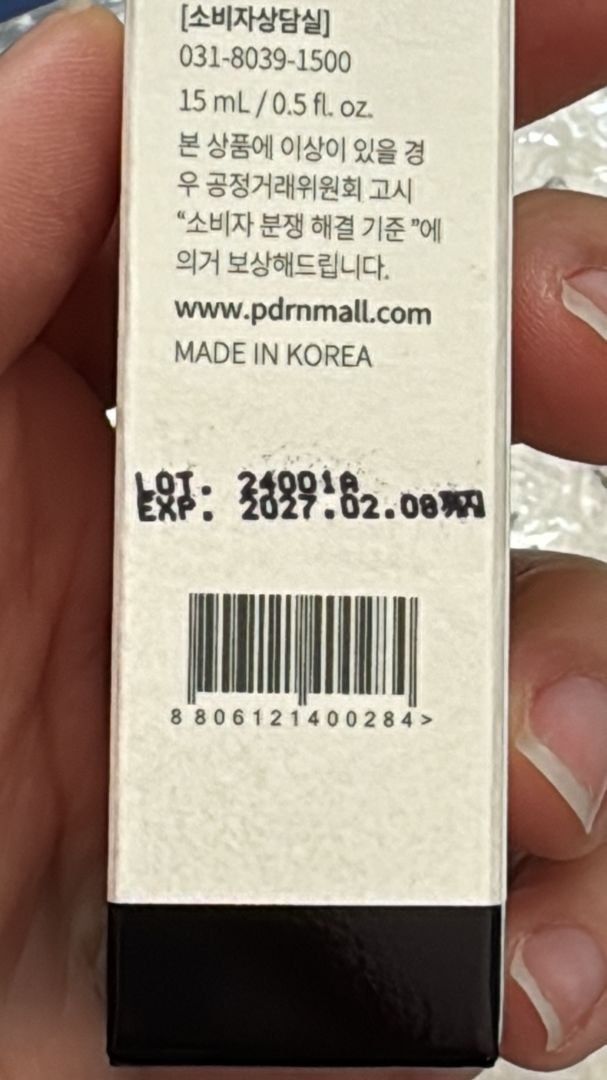 [소비자상담실]
031-8039-1500
15 mL / 0.5 fl. oz.
본 상품에 이상이 있을 경
우 공정거래위원회 고시
“소비자 분쟁 해결 기준 ”에
의거 보상해드립니다.
www.pdrnmall.com
MADE IN KOREA
LOT. 24001A
EXP. 2027.02.08까지
8806121400284>